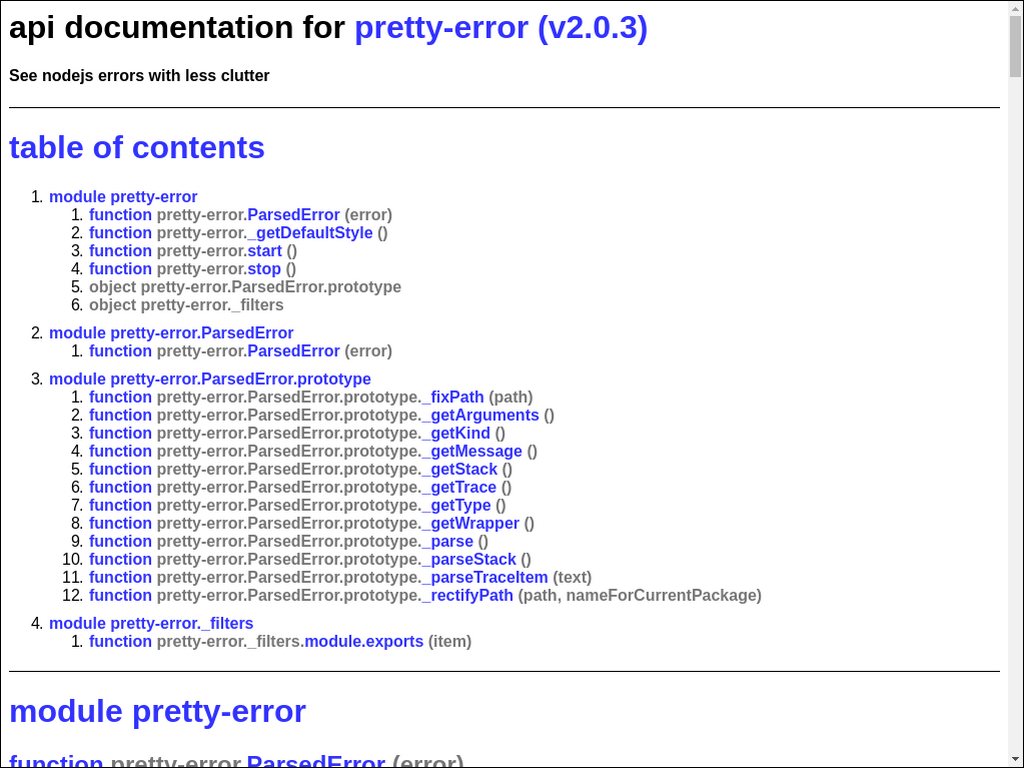 api documentation for pretty-error (v2.0.3)
See nodejs errors with less clutter
table of contents
1. module pretty-error
1. function pretty-error.ParsedError (error)
2. function pretty-error._getDefaultStyle ()
3. function pretty-error.start ()
4. function pretty-error.stop ()
5. object pretty-error.ParsedError.prototype
6. object pretty-error._filters
2. module pretty-error.ParsedError
1. function pretty-error.ParsedError (error)
3. module pretty-error.ParsedError.prototype
1. function pretty-error.ParsedError.prototype._fixPath (path)
2. function pretty-error.ParsedError.prototype._getArguments ()
3. function pretty-error.ParsedError.prototype._getKind ()
4. function pretty-error.ParsedError.prototype._getMessage ()
5. function pretty-error.ParsedError.prototype._getStack ()
6. function pretty-error.ParsedError.prototype._getTrace ()
7. function pretty-error.ParsedError.prototype._getType ()
8. function pretty-error.ParsedError.prototype._getWrapper ()
9. function pretty-error.ParsedError.prototype._parse ()
10. function pretty-error.ParsedError.prototype._parseStack ()
11. function pretty-error.ParsedError.prototype._parseTraceItem (text)
12. function pretty-error.ParsedError.prototype._rectifyPath (path, nameForCurrentPackage)
4. module pretty-error._filters
1. function pretty-error._filters.module.exports (item)
module pretty-error
function pretty-error.ParsedError (error)